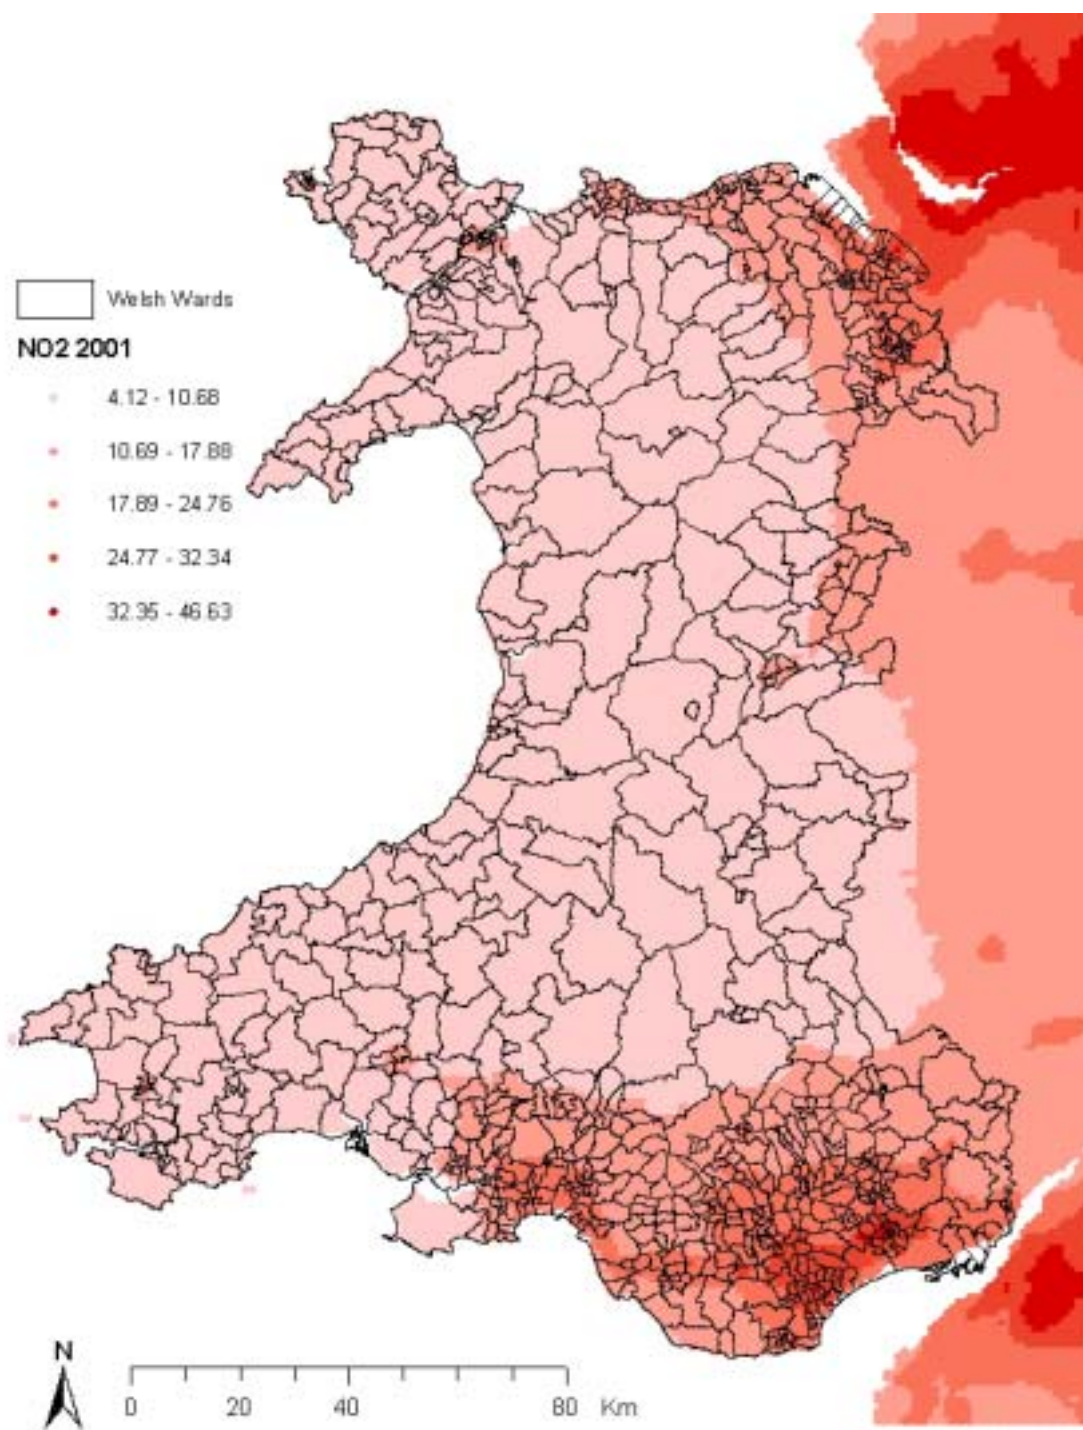 Welsh Wards
NO2 2001
4.12 - 10.68
10.69 - 17.88
17.89 - 24.76
24.77 - 32.34
32.35 - 46.63
N
0 20 40 80 Km